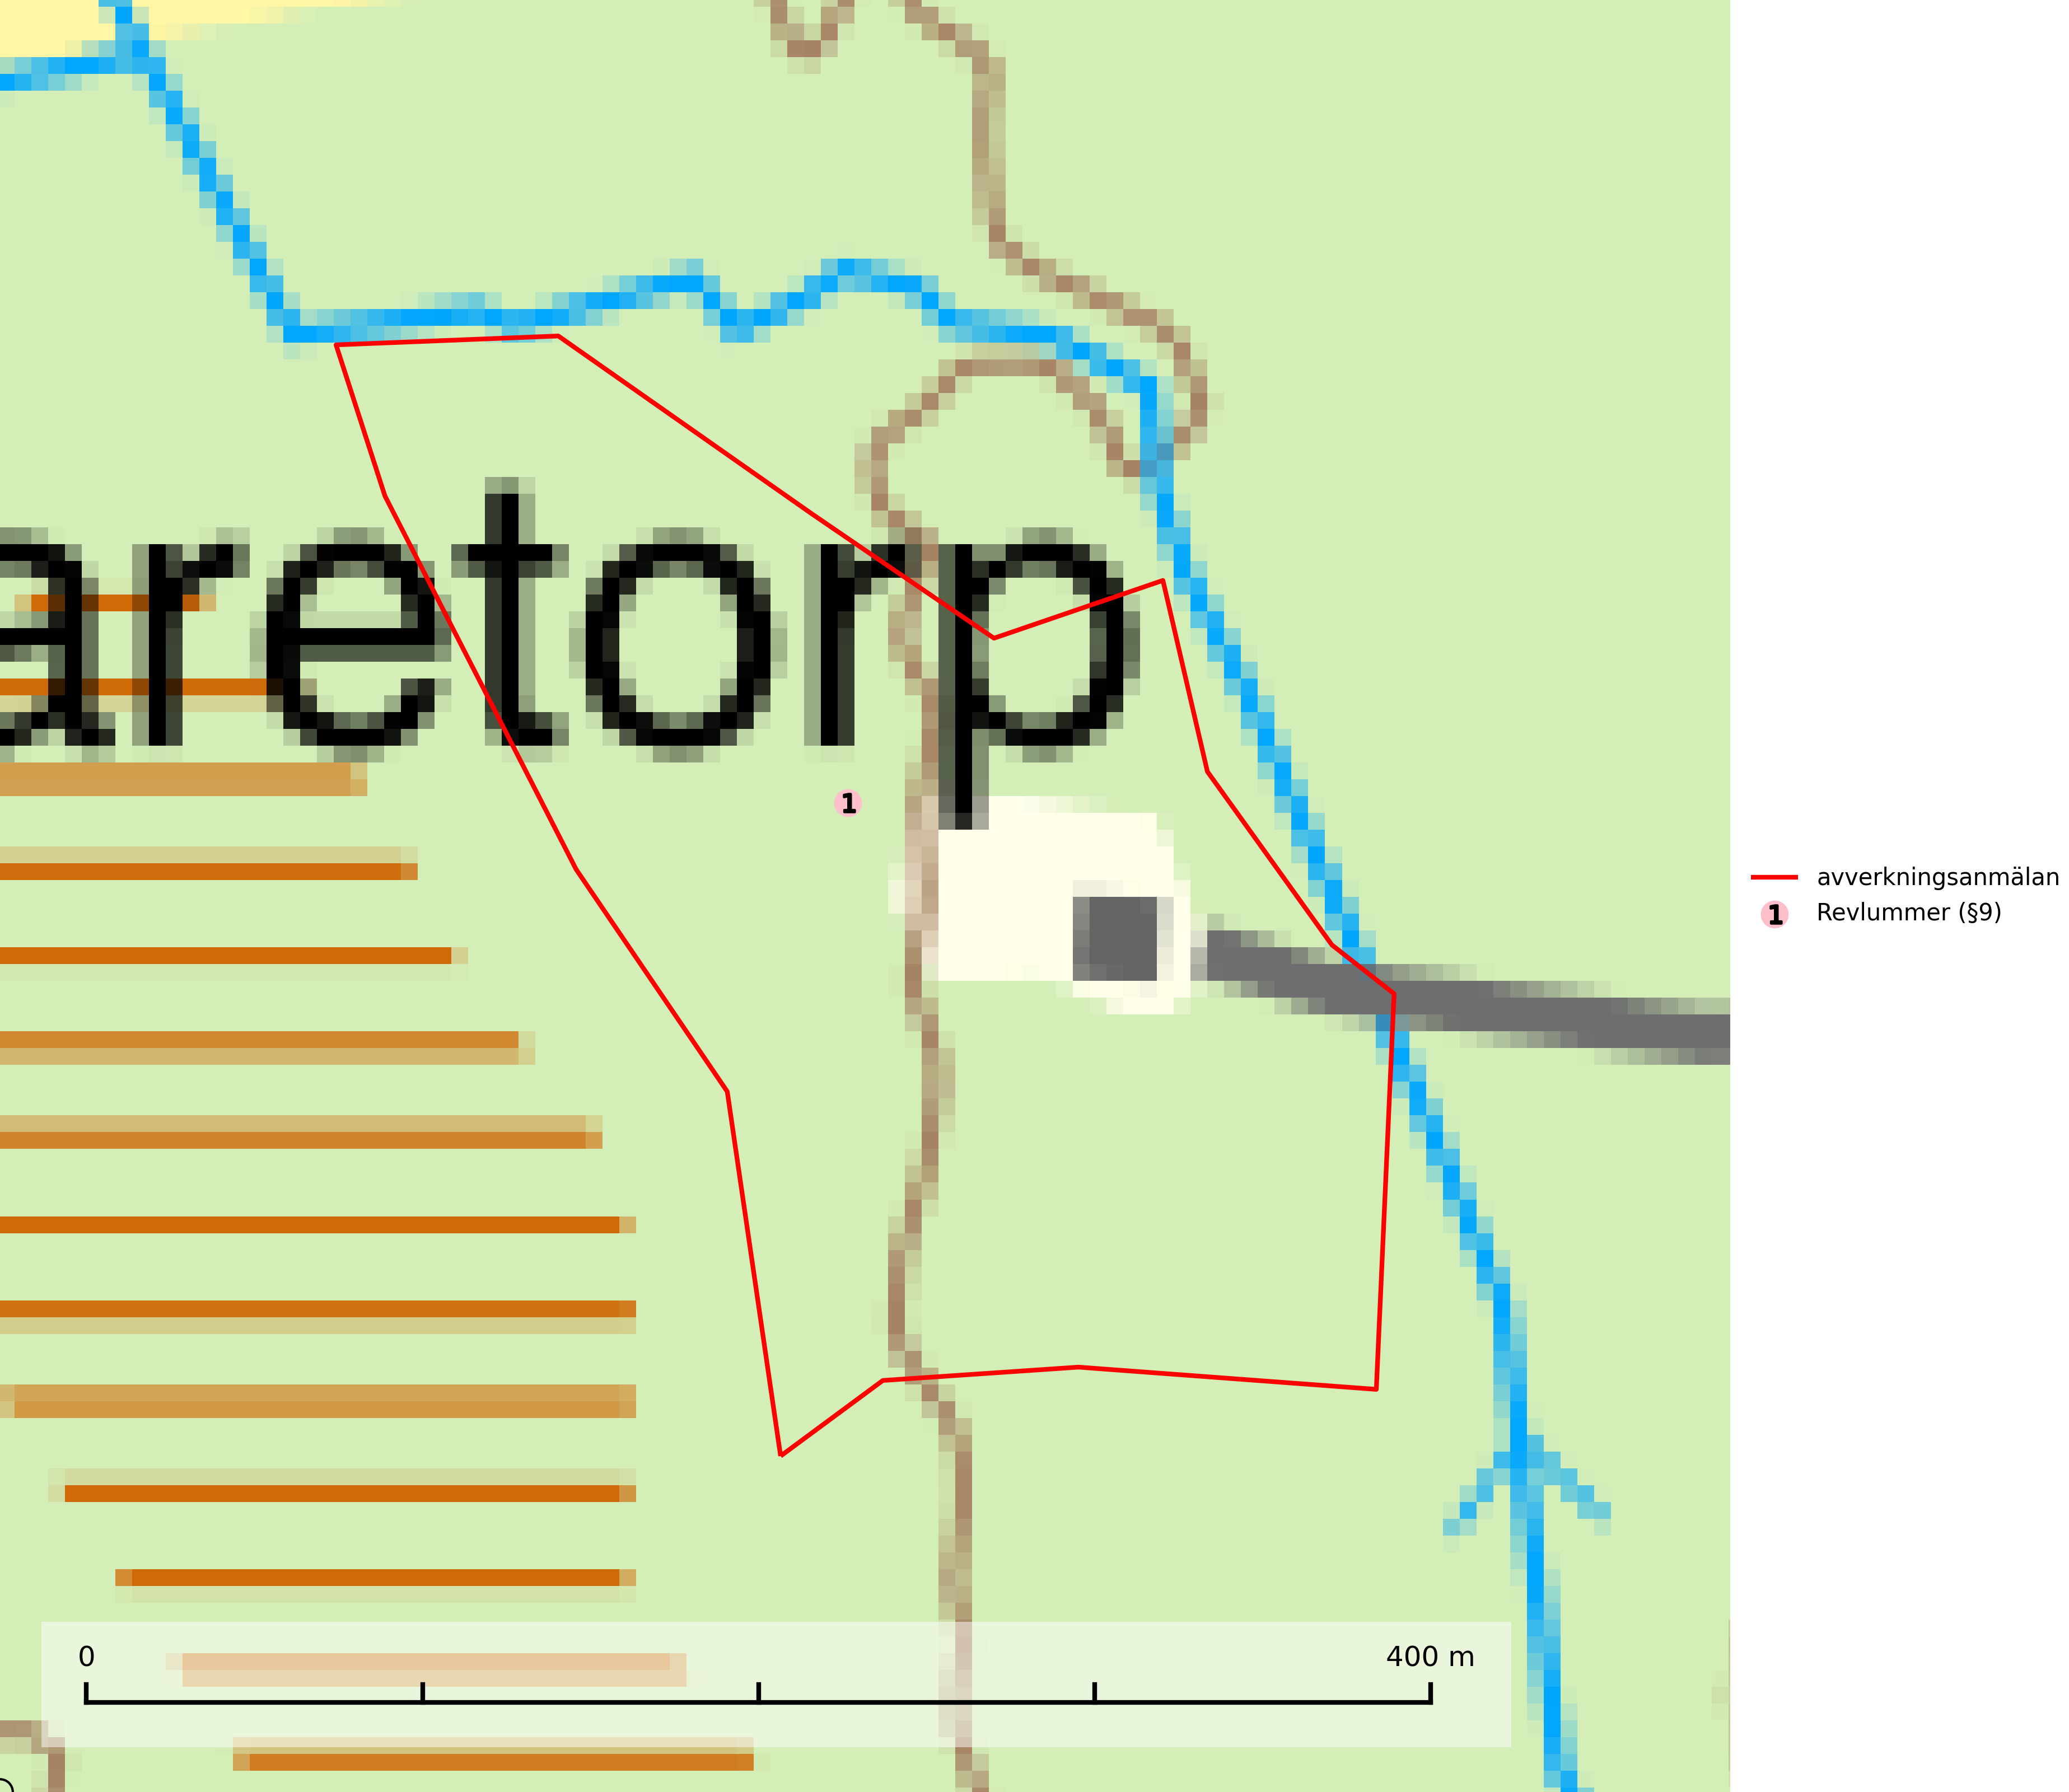 aretorp
1
avverkningsanmälan
1 Revlummer (§9)
0 400 m